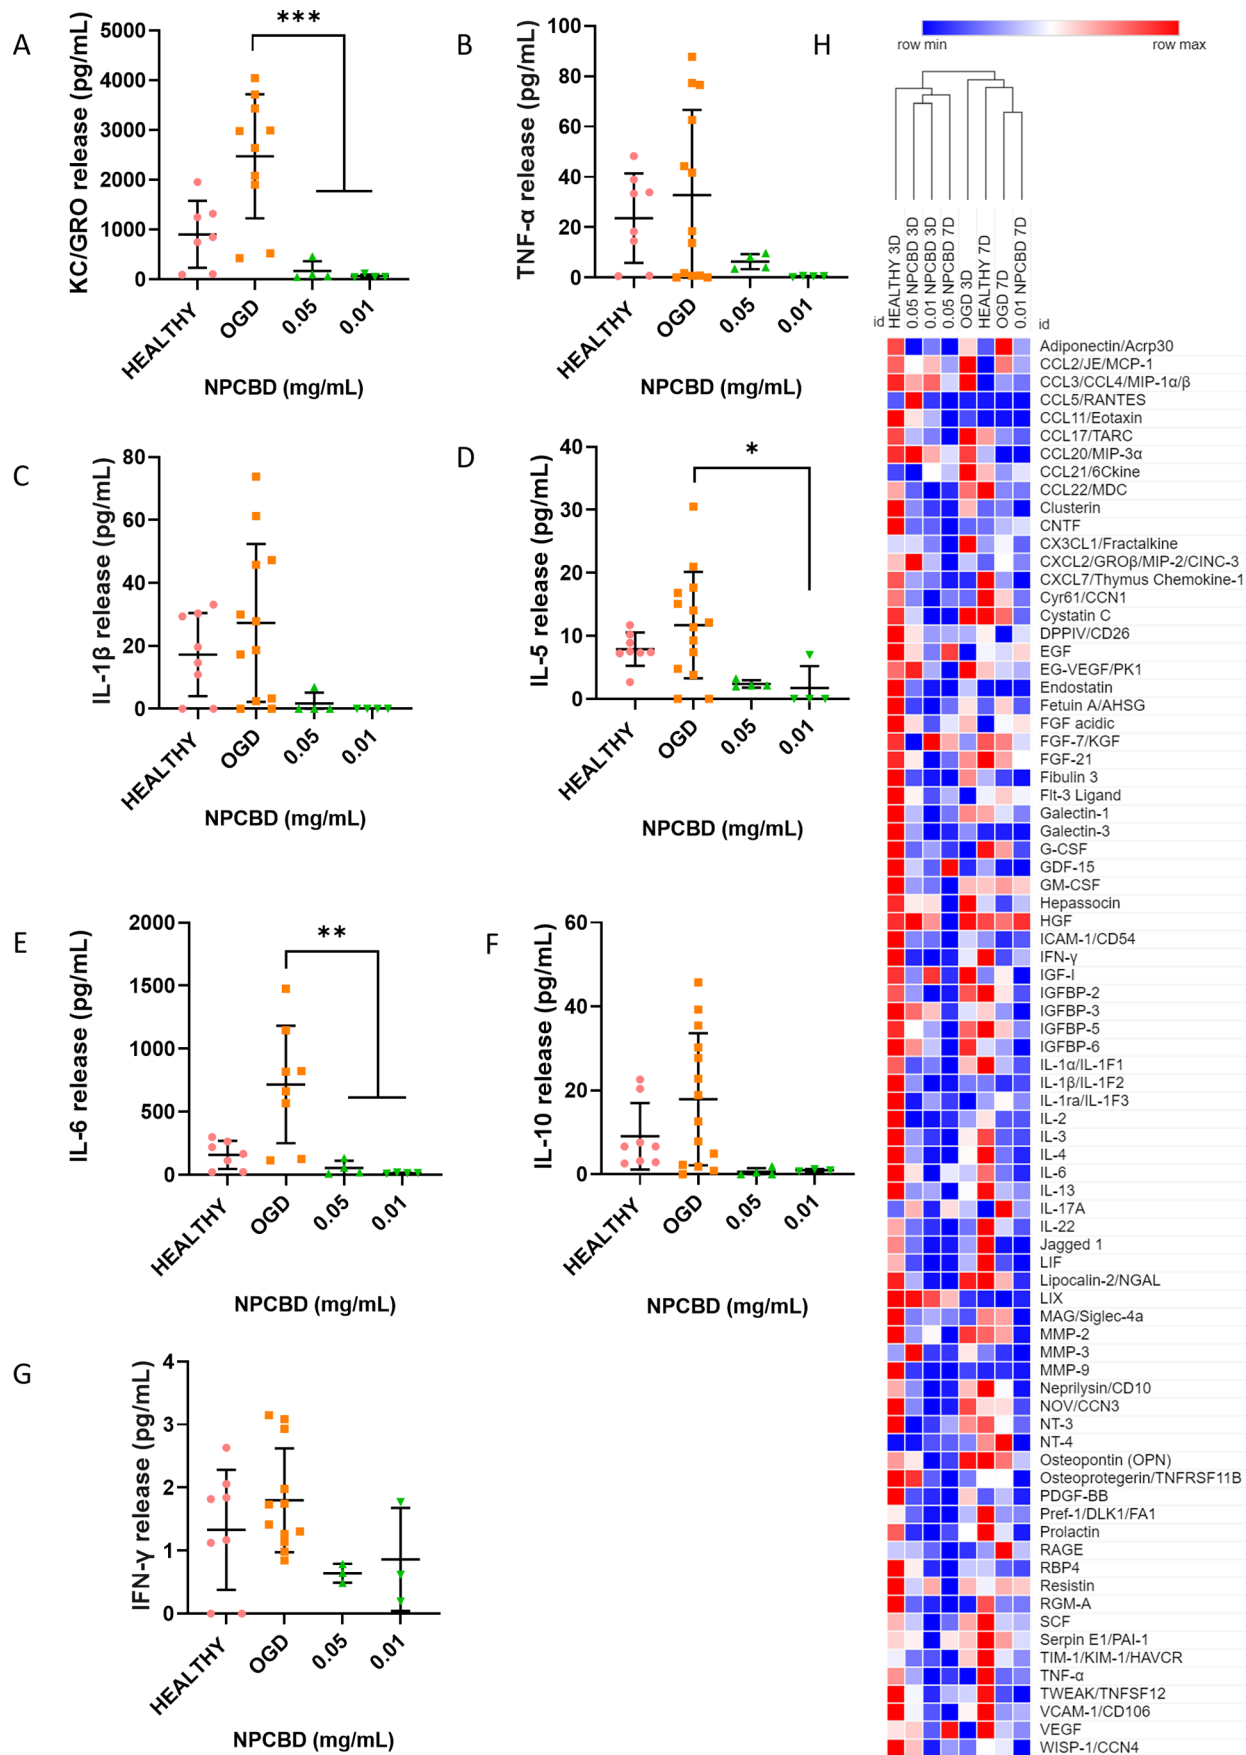 A
KC/GRO release (pg/mL)
5000
4000
3000
2000
1000
0
***
HEALTHY
OGD
0.05
0.01
NPCBD (mg/mL)
B
TNF-α release (pg/mL)
100
80
60
40
20
0
HEALTHY
OGD
0.05
0.01
NPCBD (mg/mL)
C
IL-1β release (pg/mL)
80
60
40
20
0
HEALTHY
OGD
0.05
0.01
NPCBD (mg/mL)
D
IL-5 release (pg/mL)
40
30
20
10
0
*
HEALTHY
OGD
0.05
0.01
NPCBD (mg/mL)
E
IL-6 release (pg/mL)
2000
1500
1000
500
0
**
HEALTHY
OGD
0.05
0.01
NPCBD (mg/mL)
F
IL-10 release (pg/mL)
60
40
20
0
HEALTHY
OGD
0.05
0.01
NPCBD (mg/mL)
G
IFN-γ release (pg/mL)
4
3
2
1
0
HEALTHY
OGD
0.05
0.01
NPCBD (mg/mL)
H
row min
row max
id
HEALTHY 3D
0.05 NPCBD 3D
0.01 NPCBD 3D
0.05 NPCBD 7D
OGD 3D
HEALTHY 7D
OGD 7D
0.01 NPCBD 7D
id
Adiponectin/Acrp30
CCL2/JE/MCP-1
CCL3/CCL4/MIP-1α/β
CCL5/RANTES
CCL11/Eotaxin
CCL17/TARC
CCL20/MIP-3α
CCL21/6Ckine
CCL22/MDC
Clusterin
CNTF
CX3CL1/Fractalkine
CXCL2/GROβ/MIP-2/CINC-3
CXCL7/Thymus Chemokine-1
Cyr61/CCN1
Cystatin C
DPPIV/CD26
EGF
EG-VEGF/PK1
Endostatin
Fetuin A/AHSG
FGF acidic
FGF-7/KGF
FGF-21
Fibulin 3
Flt-3 Ligand
Galectin-1
Galectin-3
G-CSF
GDF-15
GM-CSF
Hepassocin
HGF
ICAM-1/CD54
IFN-γ
IGF-I
IGFBP-2
IGFBP-3
IGFBP-5
IGFBP-6
IL-1α/IL-1F1
IL-1β/IL-1F2
IL-1ra/IL-1F3
IL-2
IL-3
IL-4
IL-6
IL-13
IL-17A
IL-22
Jagged 1
LIF
Lipocalin-2/NGAL
LIX
MAG/Siglec-4a
MMP-2
MMP-3
MMP-9
Neprilysin/CD10
NOV/CCN3
NT-3
NT-4
Osteopontin (OPN)
Osteoprotegerin/TNFRSF11B
PDGF-BB
Pref-1/DLK1/FA1
Prolactin
RAGE
RBP4
Resistin
RGM-A
SCF
Serpin E1/PAI-1
TIM-1/KIM-1/HAVCR
TNF-α
TWEAK/TNFSF12
VCAM-1/CD106
VEGF
WISP-1/CCN4